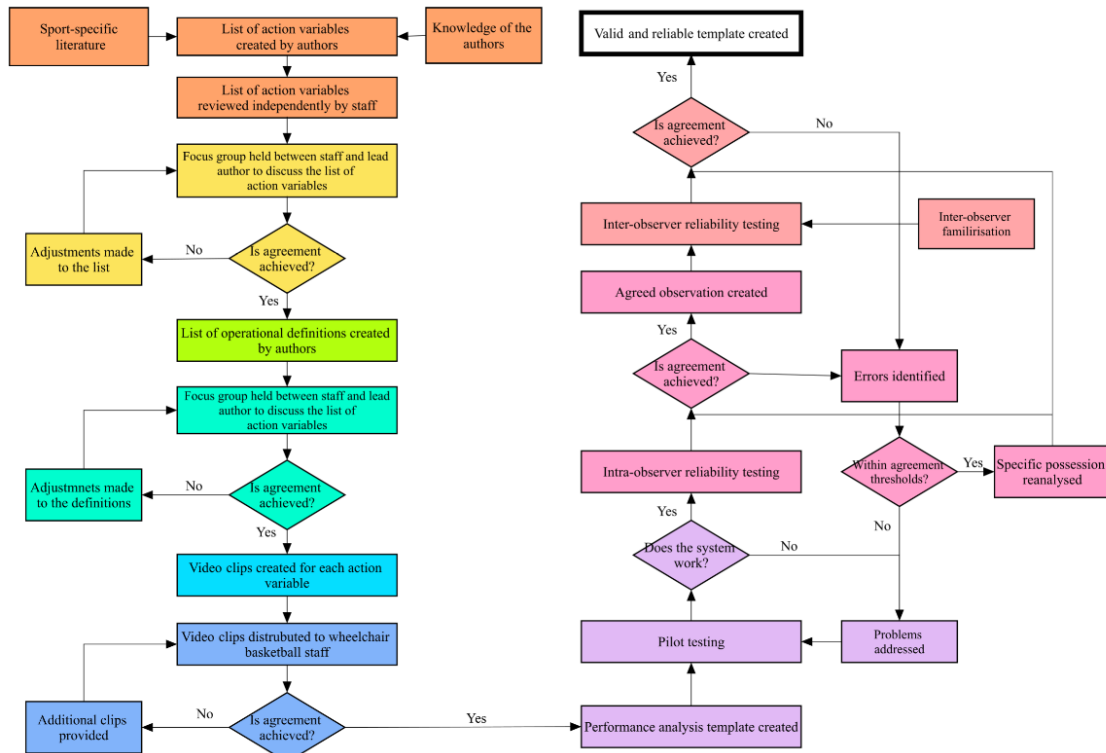 Sport-specific
literature
List of action variables
created by authors
Knowledge of the
authors
List of action variables
reviewed independently by staff
Focus group held between staff and lead
author to discuss the list of
action variables
Adjustments made
to the list
No
Is agreement
achieved?
Yes
List of operational definitions created
by authors
Focus group held between staff and lead
author to discuss the list of
action variables
Adjustmnets made
to the definitions
No
Is agreement
achieved?
Yes
Video clips created for each action
variable
Video clips distrubuted to wheelchair
basketball staff
Additional clips
provided
No
Is agreement
achieved?
Yes
Valid and reliable template created
Yes
Is agreement
achieved?
No
Inter-observer reliability testing
Inter-observer
familirisation
Agreed observation created
Yes
Is agreement
achieved?
Errors identified
Intra-observer reliability testing
Within agreement
thresholds?
Yes
Specific possession
reanalysed
Yes
No
Does the system
work?
No
Pilot testing
Problems
addressed
Performance analysis template created